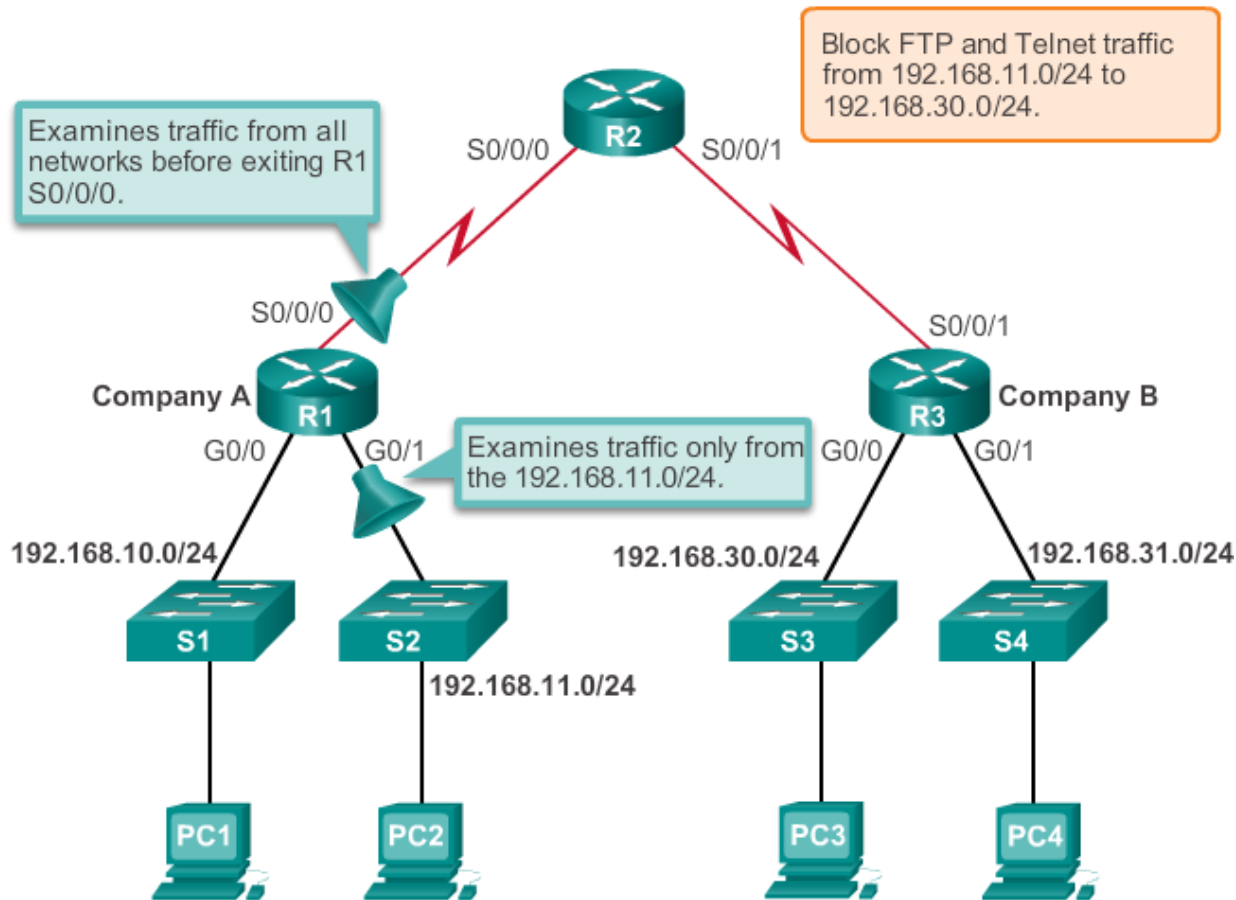 Block FTP and Telnet traffic
from 192.168.11.0/24 to
192.168.30.0/24.
Examines traffic from all
networks before exiting R1
S0/0/0.
R2
S0/0/0
S0/0/1
S0/0/0
S0/0/1
Company A
R1
R3
Company B
G0/0
G0/1
Examines traffic only from
the 192.168.11.0/24.
G0/0
G0/1
192.168.10.0/24
192.168.30.0/24
192.168.31.0/24
S1
S2
S3
S4
192.168.11.0/24
PC1
PC2
PC3
PC4